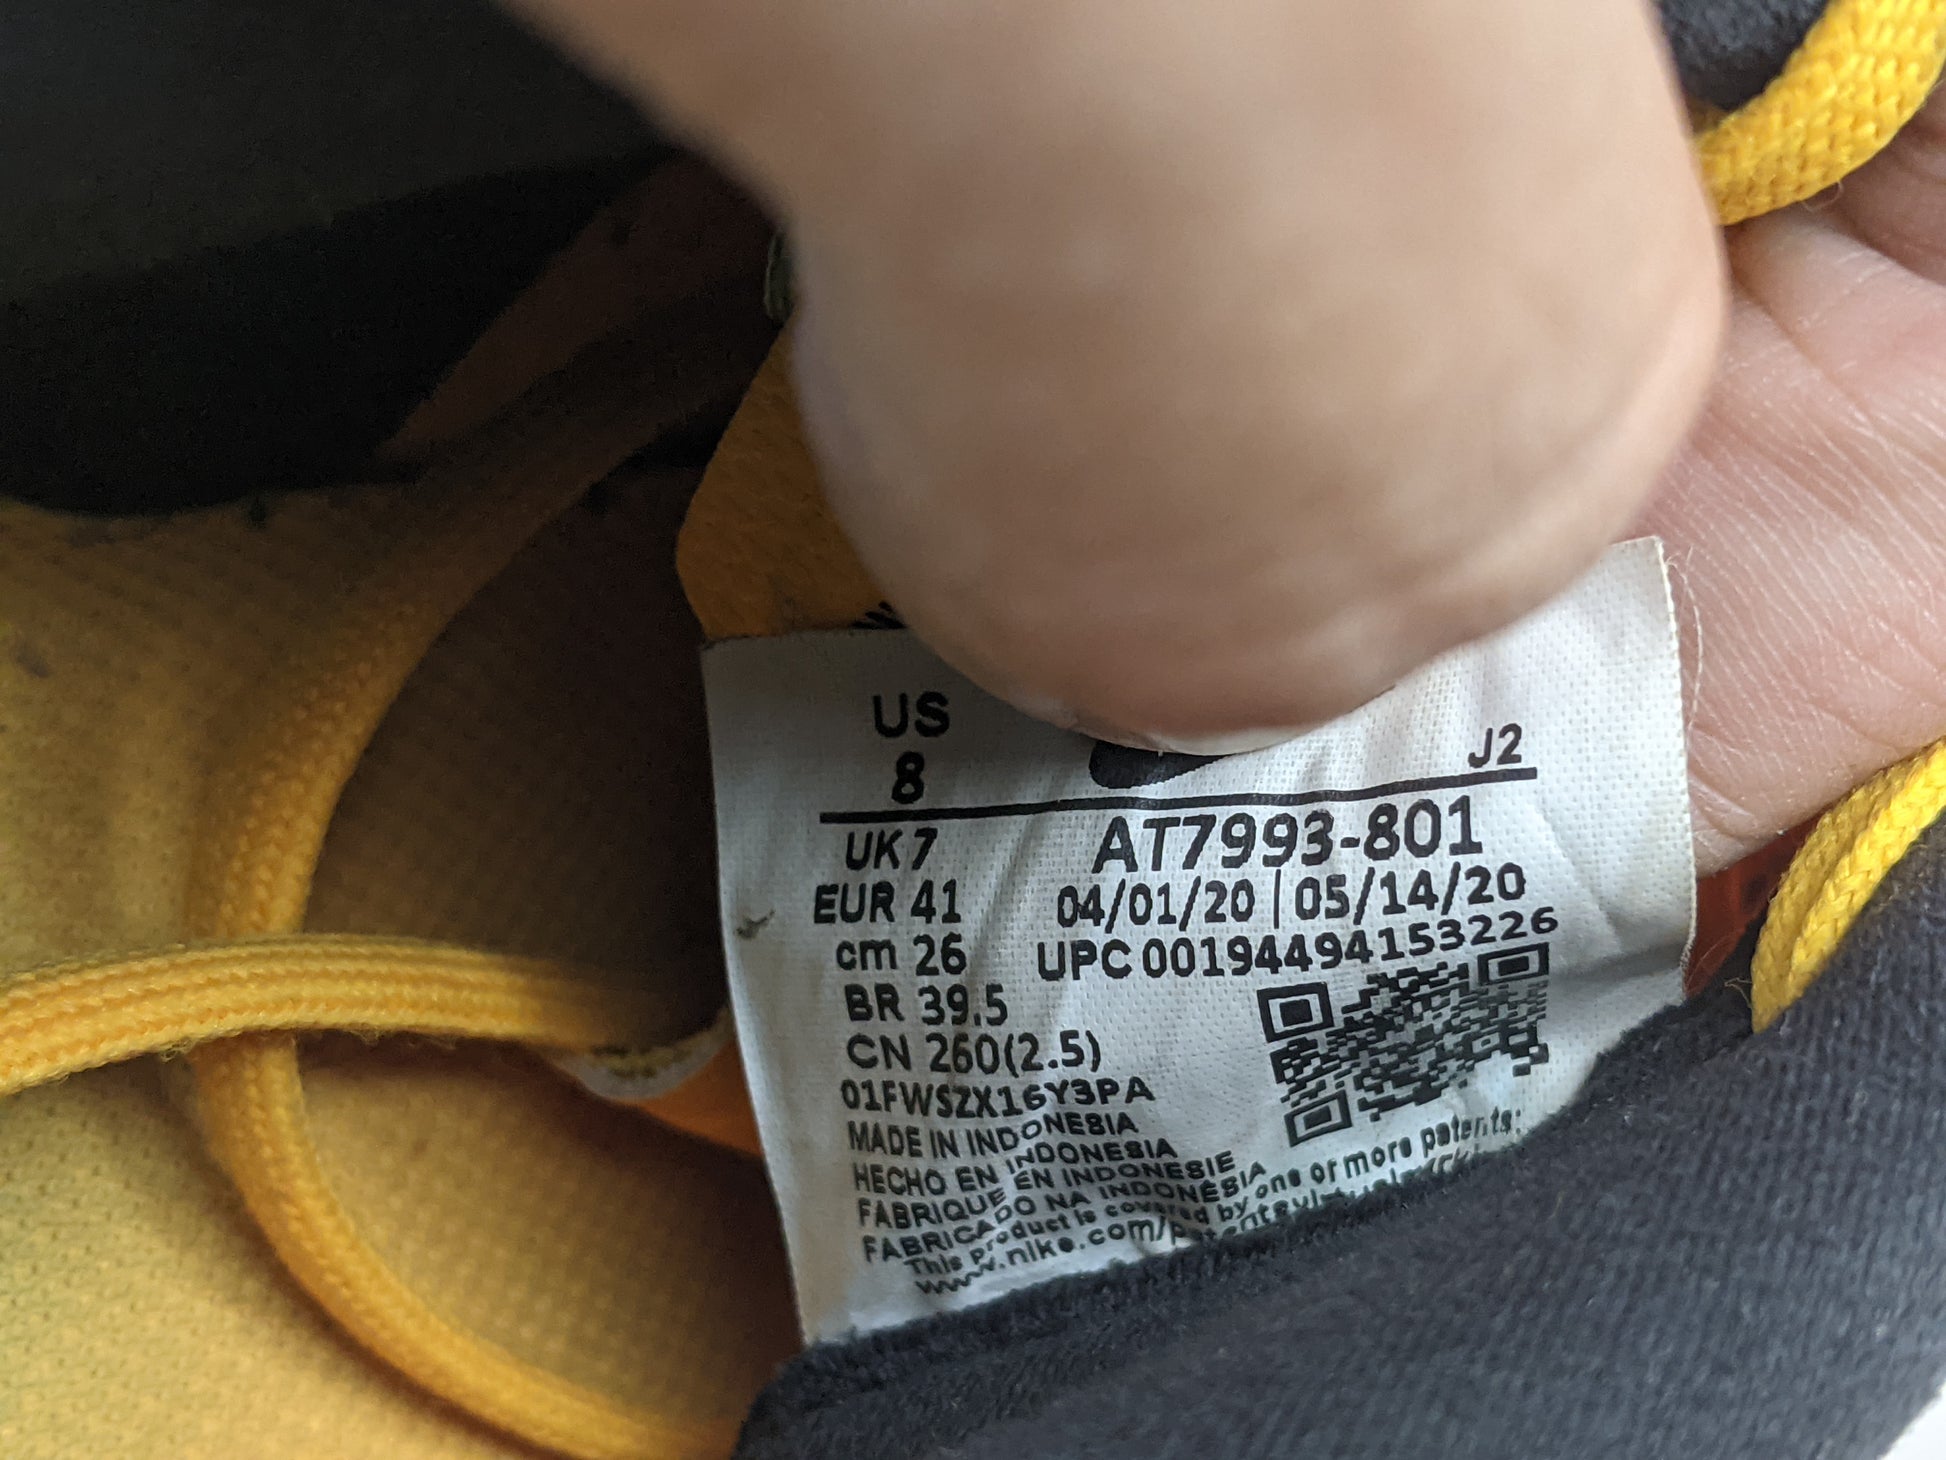 US J2
8
UK 7 AT7993-801
EUR 41 04/01/20 | 05/14/20
cm 26 UPC 00194494153226
BR 39.5
CN 260(2.5)
01FWSZX16Y3PA
MADE IN INDONESIA
HECHO EN INDONESIA
FABRIQUE EN INDONESIE
FABRICADO NA INDONÉSIA
This product is covered by one or more patents:
www.nike.com/patents